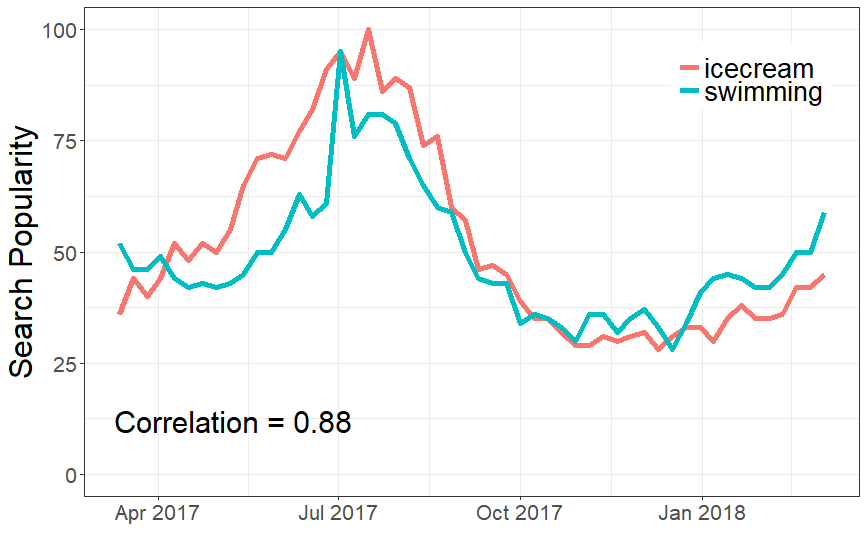 Search Popularity
100
75
50
25
0
icecream
swimming
Correlation = 0.88
Apr 2017 Jul 2017 Oct 2017 Jan 2018